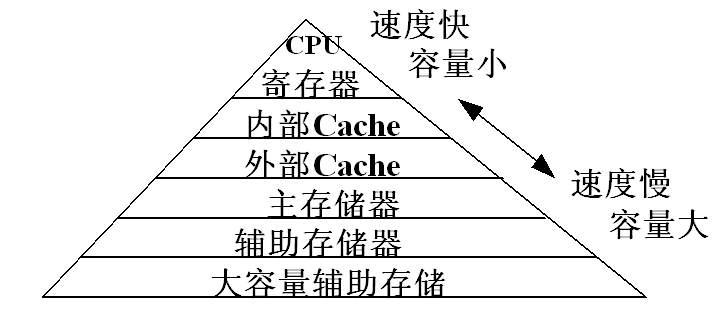 CPU
寄存器
内部Cache
外部Cache
主存储器
辅助存储器
大容量辅助存储
速度快
容量小
速度慢
容量大